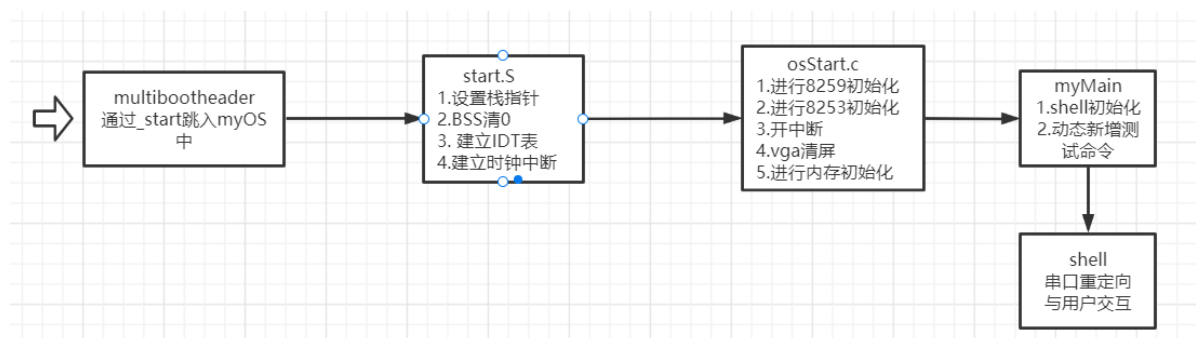 multibootheader
通过_start跳入myOS
中
start.S
1.设置栈指针
2.BSS清0
3. 建立IDT表
4.建立时钟中断
osStart.c
1.进行8259初始化
2.进行8253初始化
3.开中断
4.vga清屏
5.进行内存初始化
myMain
1.shell初始化
2.动态新增测
试命令
shell
串口重定向
与用户交互